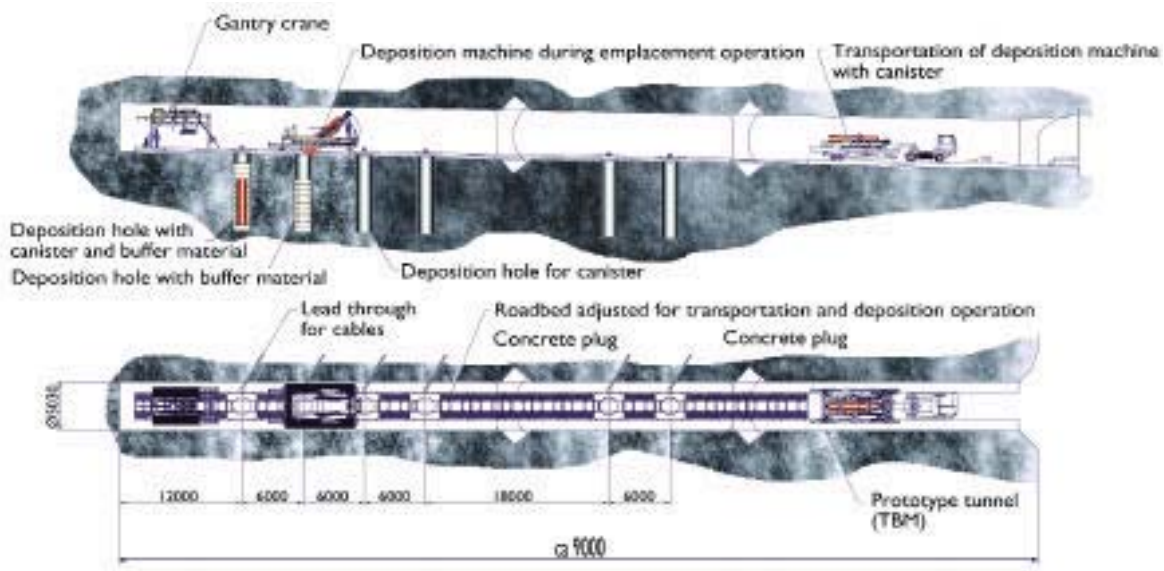 Gantry crane
Deposition machine during emplacement operation
Transportation of deposition machine
with canister
Deposition hole with
canister and buffer material
Deposition hole with buffer material
Deposition hole for canister
Lead through
for cables
Roadbed adjusted for transportation and deposition operation
Concrete plug
Concrete plug
Ø5030
12000
6000
6000
6000
18000
6000
Prototype tunnel
(TBM)
ca 9000